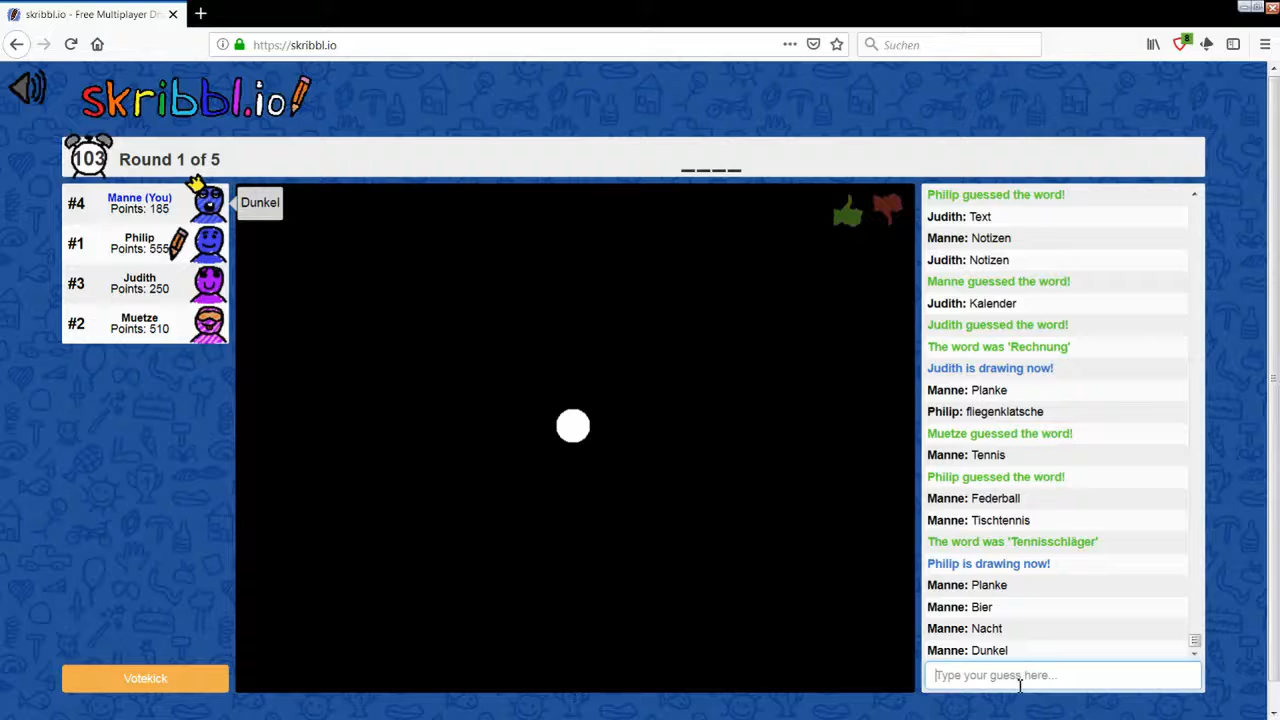 skribbl.io - Free Multiplayer Dr
https://skribbl.io
Suchen
8
skribbl.io
103
Round 1 of 5
____
#4
Manne (You)
Points: 185
Dunkel
#1
Philip
Points: 555
#3
Judith
Points: 250
#2
Muetze
Points: 510
Votekick
Philip guessed the word!
Judith: Text
Manne: Notizen
Judith: Notizen
Manne guessed the word!
Judith: Kalender
Judith guessed the word!
The word was 'Rechnung'
Judith is drawing now!
Manne: Planke
Philip: fliegenklatsche
Muetze guessed the word!
Manne: Tennis
Philip guessed the word!
Manne: Federball
Manne: Tischtennis
The word was 'Tennisschläger'
Philip is drawing now!
Manne: Planke
Manne: Bier
Manne: Nacht
Manne: Dunkel
Type your guess here...